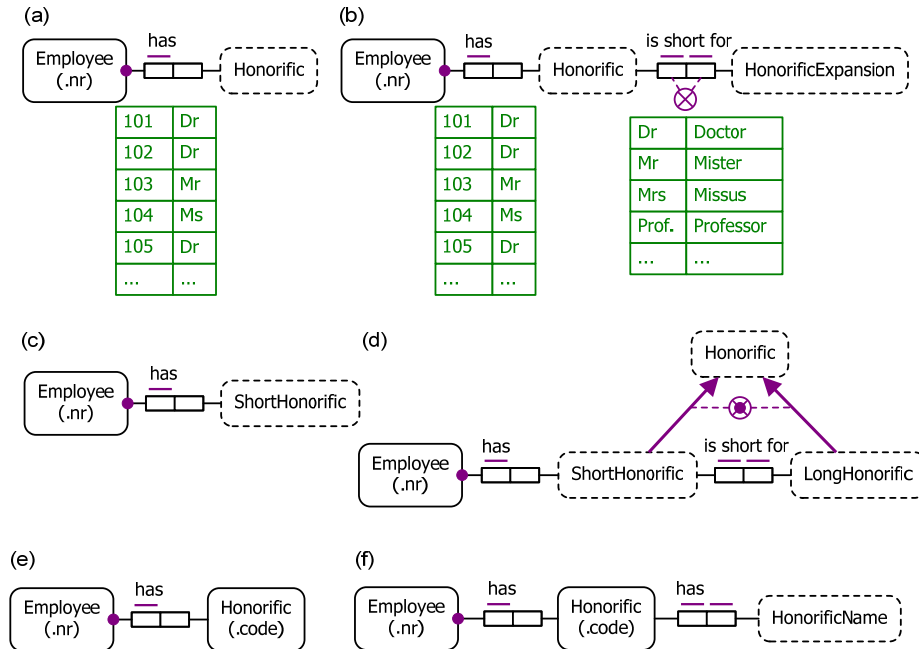 (a)
has
Employee
(.nr)
Honorific
101 Dr
102 Dr
103 Mr
104 Ms
105 Dr
... ...
(b)
has
is short for
Employee
(.nr)
Honorific
HonorificExpansion
101 Dr
102 Dr
103 Mr
104 Ms
105 Dr
... ...
Dr Doctor
Mr Mister
Mrs Missus
Prof. Professor
... ...
(c)
has
Employee
(.nr)
ShortHonorific
(d)
Honorific
has
is short for
Employee
(.nr)
ShortHonorific
LongHonorific
(e)
has
Employee
(.nr)
Honorific
(.code)
(f)
has
has
Employee
(.nr)
Honorific
(.code)
HonorificName